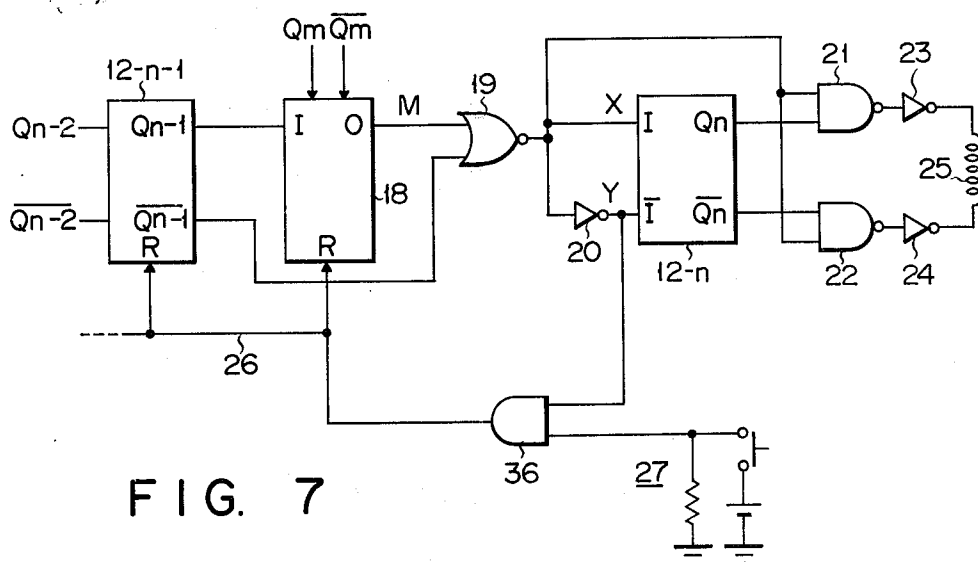 Qm Q̅m̅
12-n-1
21
23
19
Qn-2
Qn-1
I
O
M
X
I
Qn
18
25
Y
Q̅n̅-̅2̅
Q̅n̅-̅1̅
R
R
I̅
Q̅n̅
20
12-n
22
24
26
36
27
FIG. 7